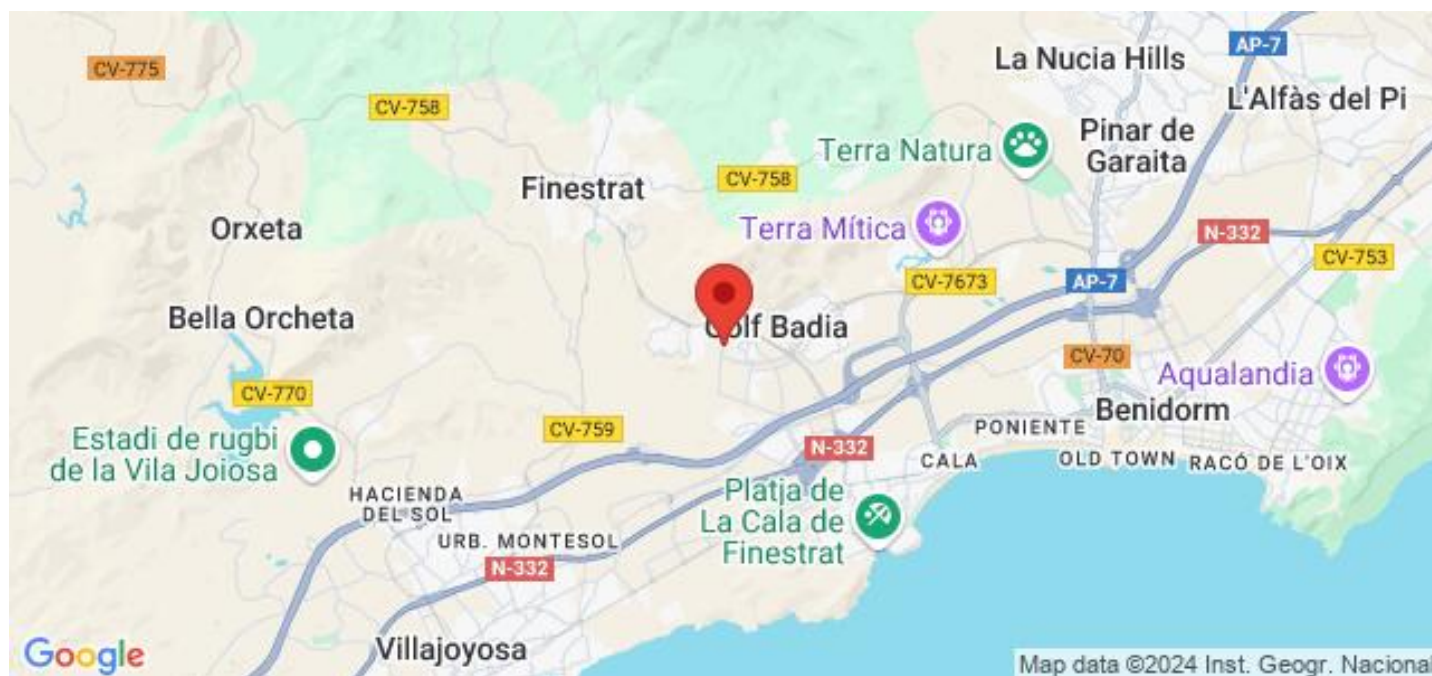 CV-775
CV-758
La Nucia Hills
AP-7
L'Alfàs del Pi
Pinar de
Garaita
Terra Natura
Finestrat
CV-758
Orxeta
Terra Mítica
N-332
CV-753
CV-7673
AP-7
Bella Orcheta
Golf Badia
CV-70
Aqualandia
CV-770
Benidorm
CV-759
PONIENTE
N-332
Estadi de rugbi
de la Vila Joiosa
CALA
OLD TOWN
RACÓ DE L'OIX
HACIENDA
DEL SOL
Platja de
La Cala de
Finestrat
URB. MONTESOL
N-332
Villajoyosa
Google
Map data ©2024 Inst. Geogr. Nacional